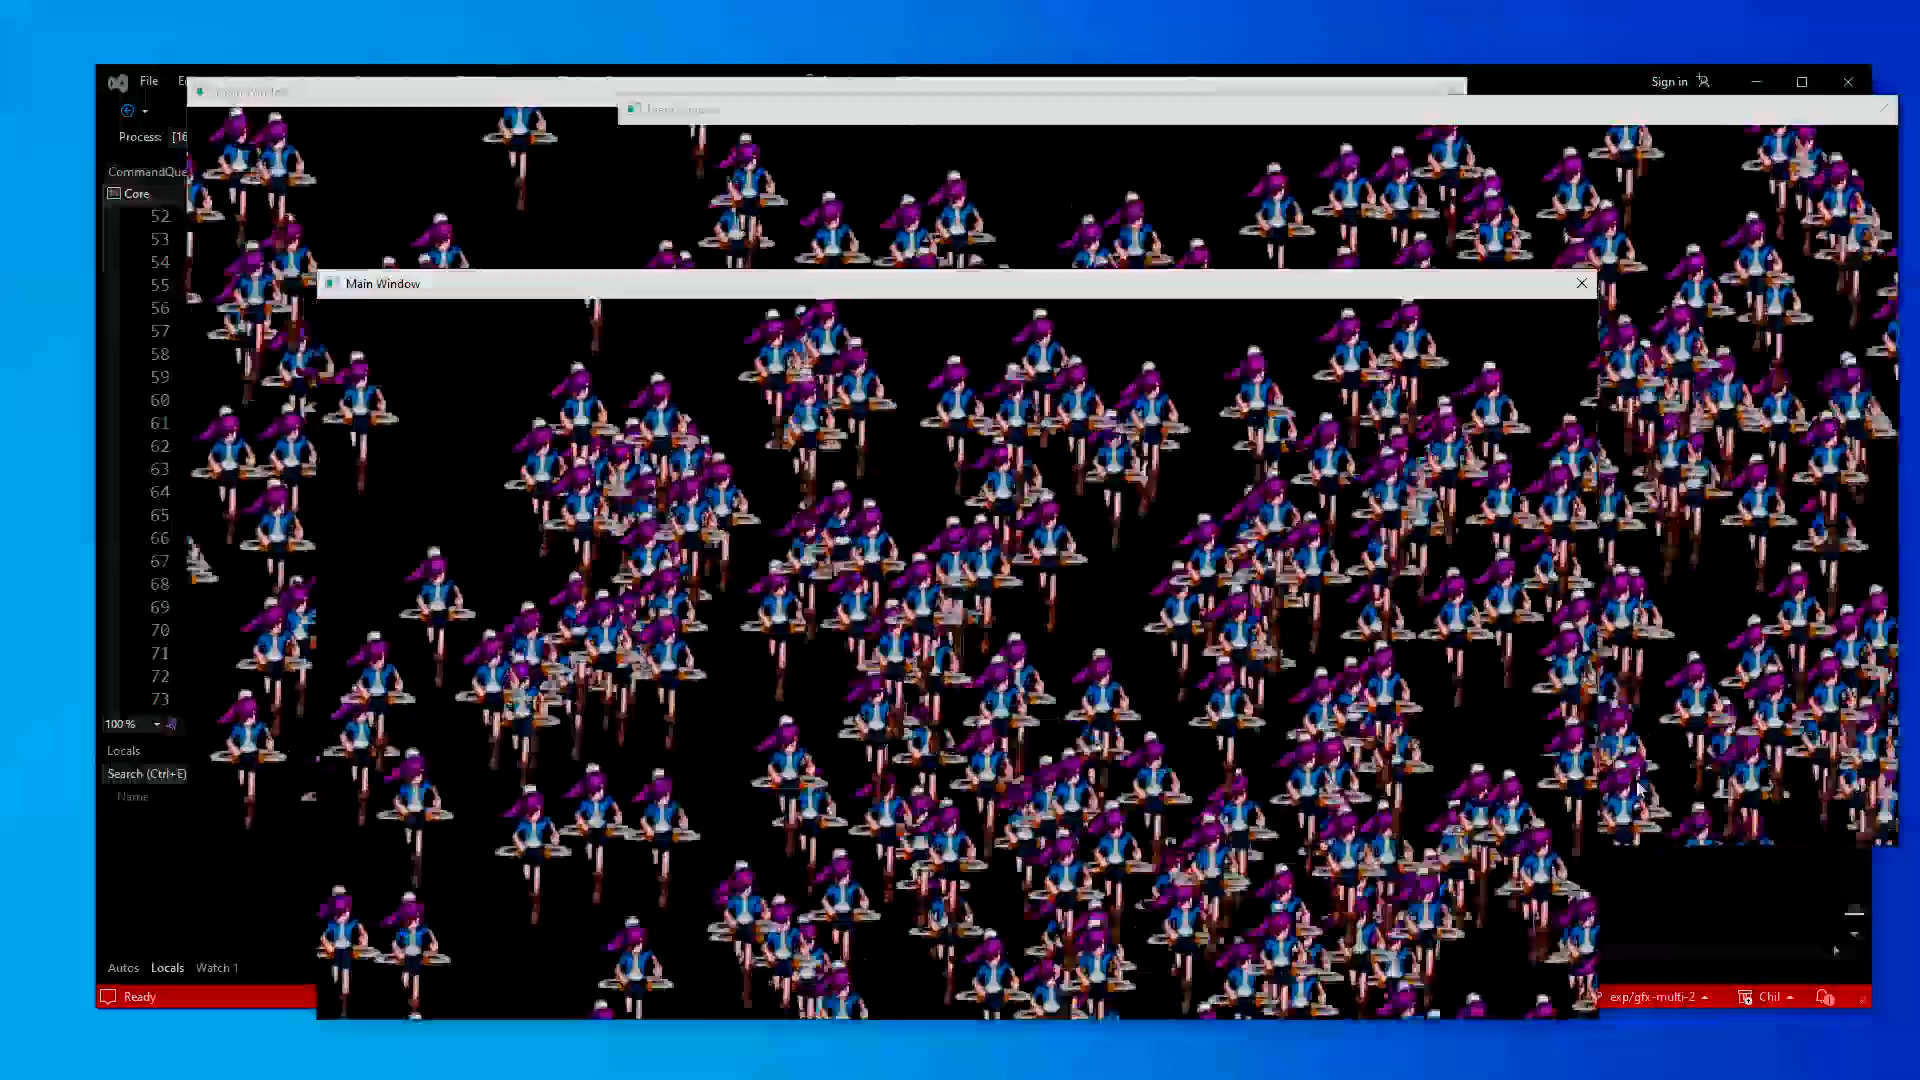 File
Sign in
Process: [16
CommandQue
Core
Main Window
52
53
54
55
56
57
58
59
60
61
62
63
64
65
66
67
68
69
70
71
72
73
100 %
Locals
Search (Ctrl+E)
Name
Autos Locals Watch 1
Ready
exp/gfx-multi-2
Chil